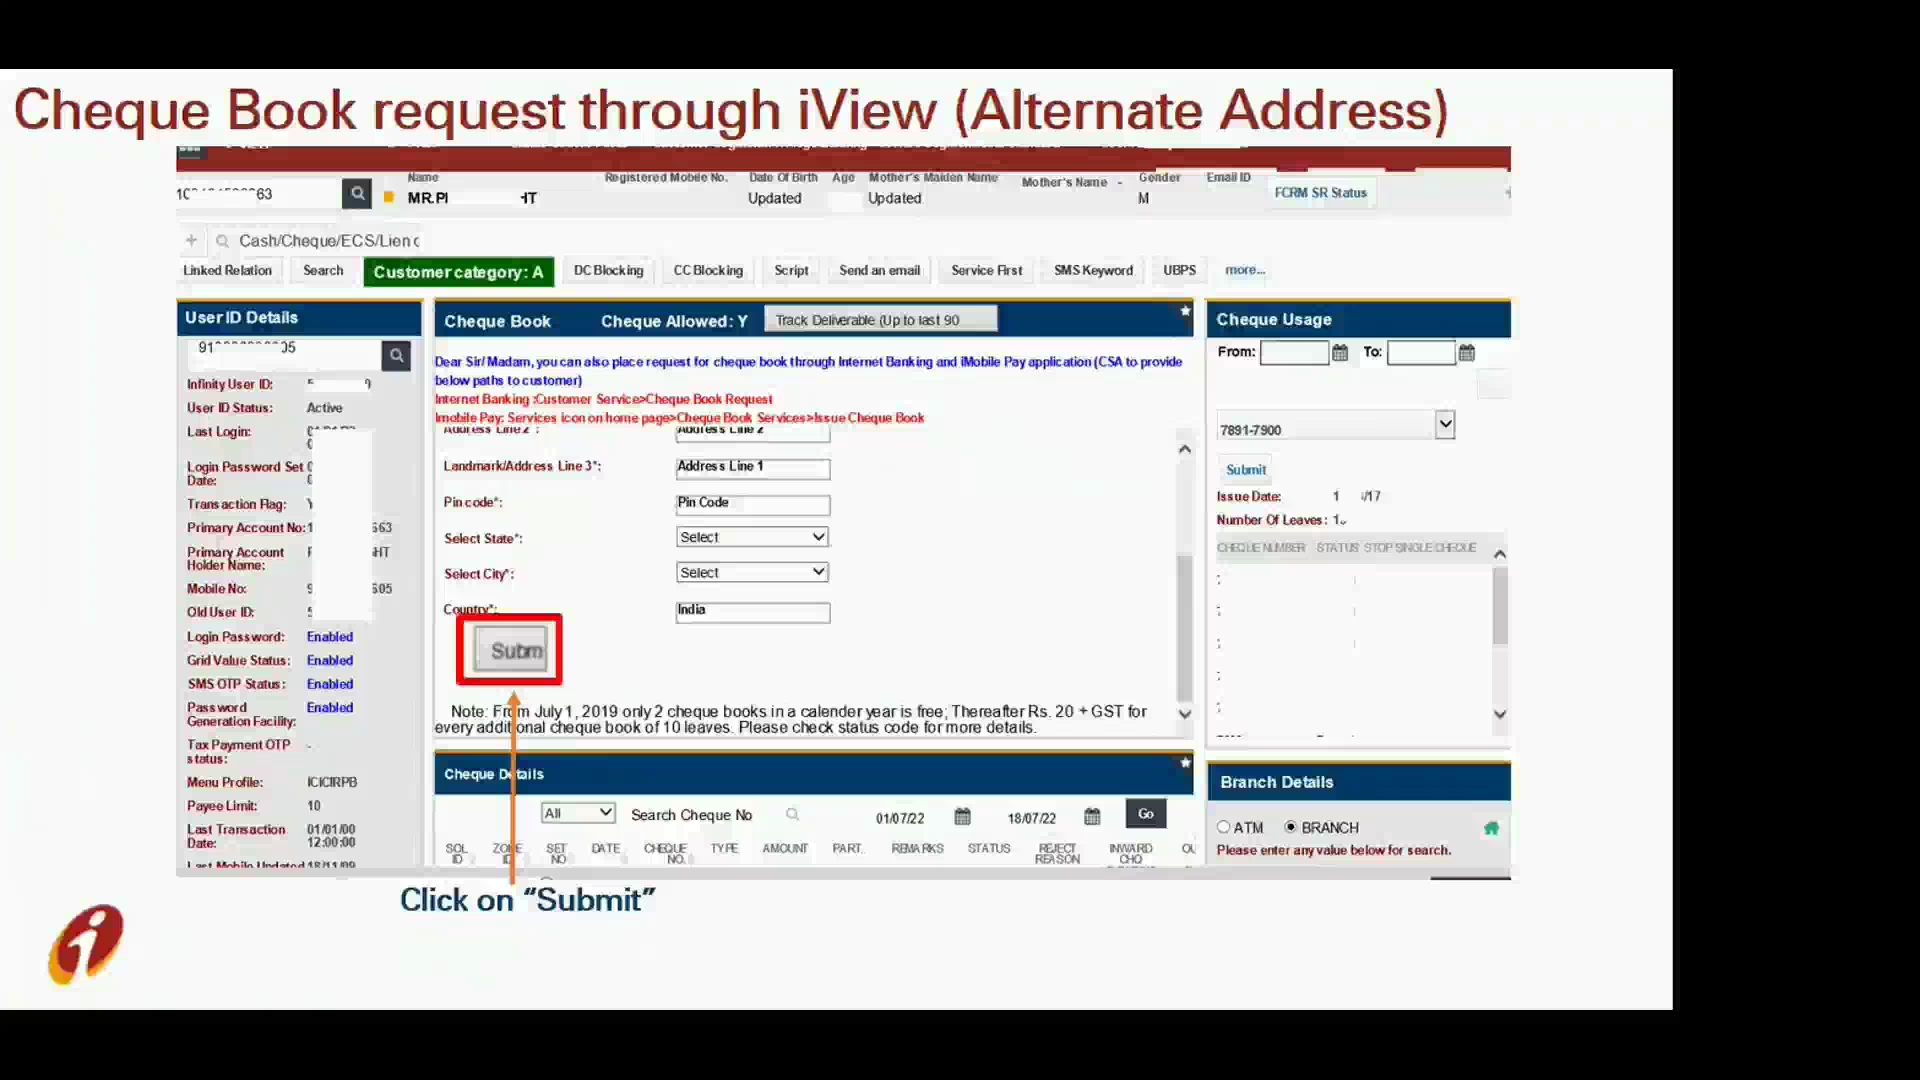 Cheque Book request through iView (Alternate Address)
Name
Registered Mobile No.
Date Of Birth
Age
Mother's Maiden Name
Mother's Name -
Gender
Email ID
63
MR.PI
HT
Updated
Updated
M
FCRM SR Status
Cash/Cheque/ECS/Lien
Linked Relation
Search
Customer category: A
DC Blocking
CC Blocking
Script
Send an email
Service First
SMS Keyword
UBPS
more...
User ID Details
91
05
Infinity User ID:
User ID Status: Active
Last Login:
Login Password Set
Date:
Transaction Flag: Y
Primary Account No: 1 563
Primary Account
Holder Name:
HT
Mobile No: 9 605
Old User ID: 5
Login Password: Enabled
Grid Value Status: Enabled
SMS OTP Status: Enabled
Password Enabled
Generation Facility:
Tax Payment OTP -
status:
Menu Profile: ICICIRPB
Payee Limit: 10
Last Transaction 01/01/00
Date: 12:00:00
Last Mobile Updated 18/11/09
Cheque Book
Cheque Allowed: Y
Track Deliverable (Up to last 90
Dear Sir/ Madam, you can also place request for cheque book through Internet Banking and iMobile Pay application (CSA to provide
below paths to customer)
Internet Banking :Customer Service>Cheque Book Request
Imobile Pay: Services icon on home page>Cheque Book Services>Issue Cheque Book
Address Line 2 : Address Line 2
Landmark/Address Line 3*: Address Line 1
Pin code*: Pin Code
Select State*: Select
Select City*: Select
Country*: India
Subm
Note: From July 1, 2019 only 2 cheque books in a calender year is free; Thereafter Rs. 20 + GST for
every additional cheque book of 10 leaves. Please check status code for more details.
Cheque Details
All
Search Cheque No
01/07/22
18/07/22
Go
SOL ID
ZONE ID
SET NO
DATE
CHEQUE NO.
TYPE
AMOUNT
PART.
REMARKS
STATUS
REJECT REASON
INWARD CHQ
Cheque Usage
From:
To:
7891-7900
Submit
Issue Date: 1 /17
Number Of Leaves: 1
CHEQUE NUMBER STATUS STOP SINGLE CHEQUE
Branch Details
ATM BRANCH
Please enter any value below for search.
Click on “Submit”